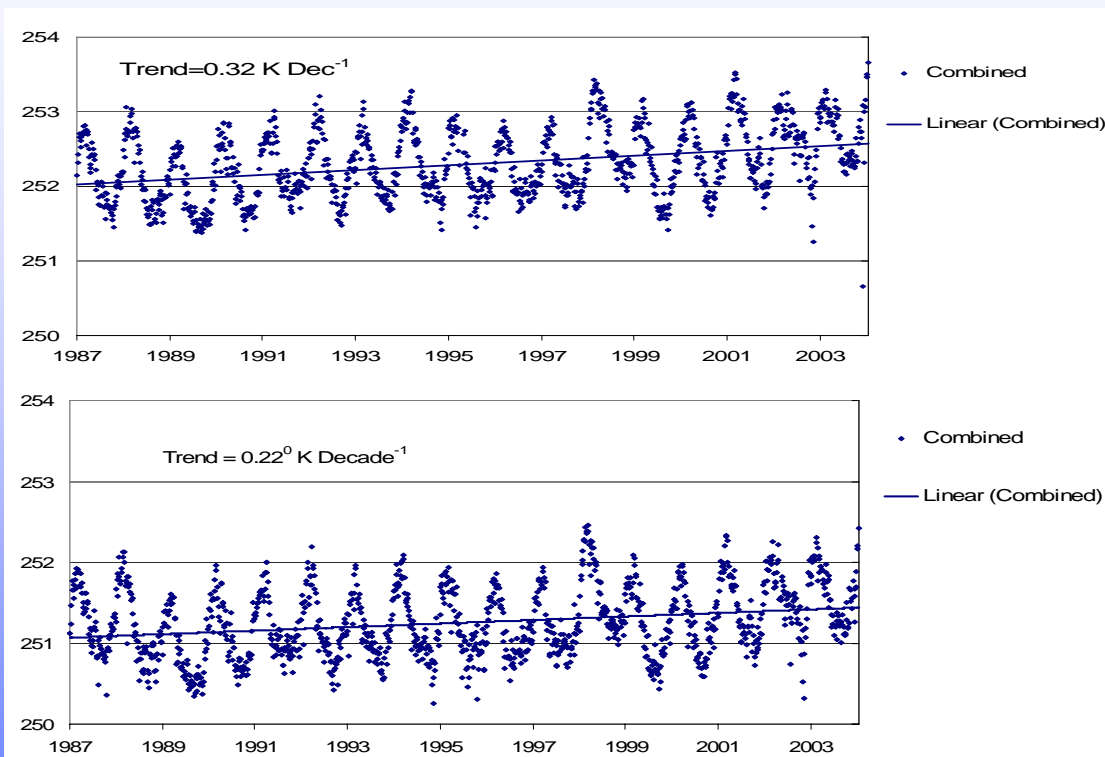 254
Trend=0.32 K Dec⁻¹
Combined
253
Linear (Combined)
252
251
250
1987 1989 1991 1993 1995 1997 1999 2001 2003
254
Combined
Trend = 0.22⁰ K Decade⁻¹
253
Linear (Combined)
252
251
250
1987 1989 1991 1993 1995 1997 1999 2001 2003